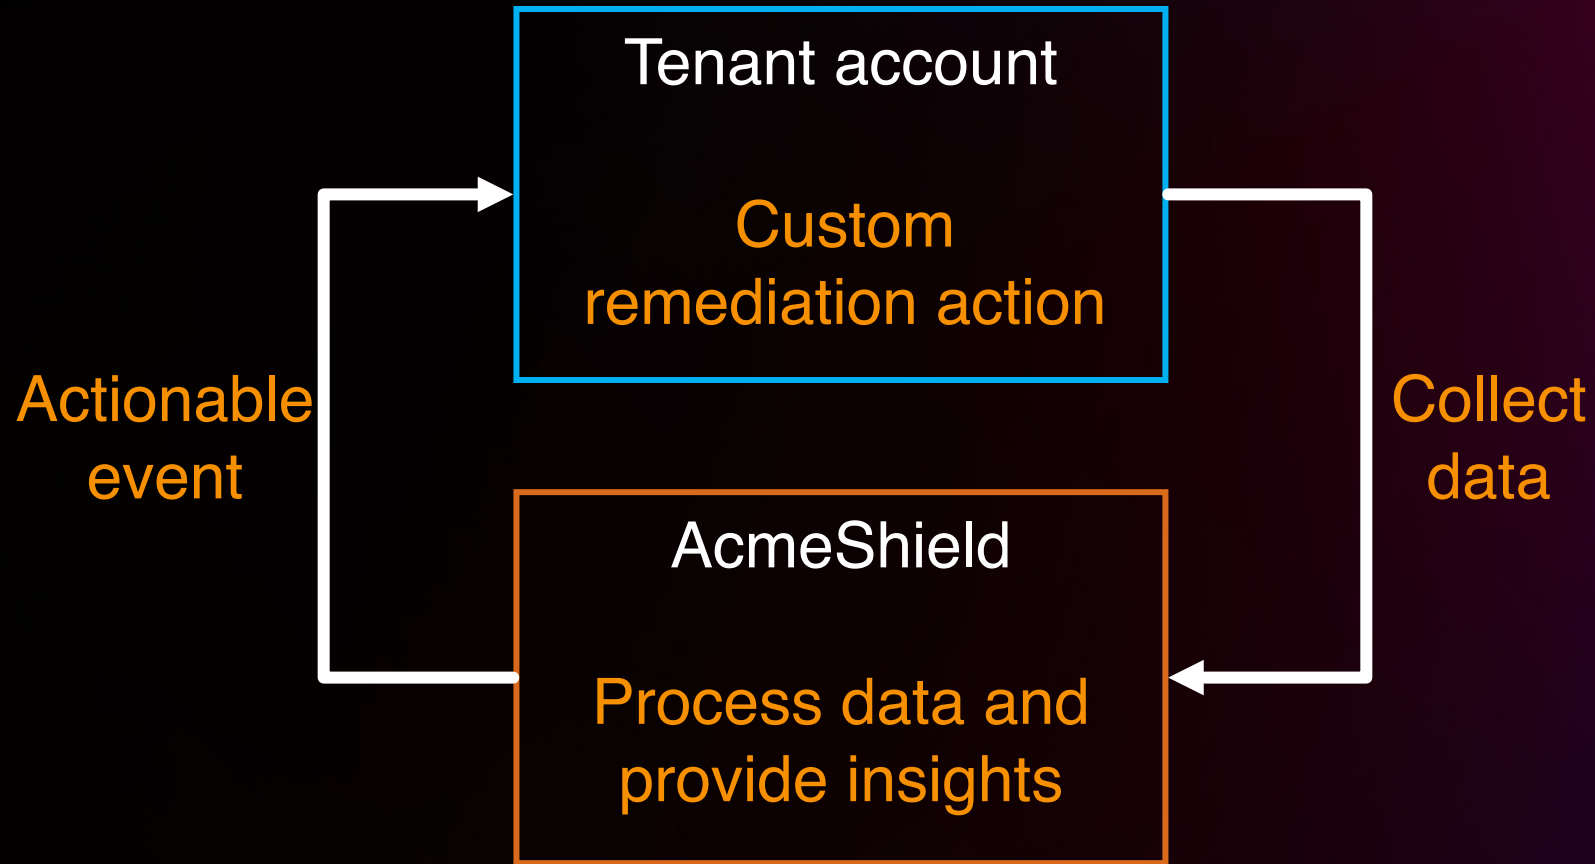 Tenant account
Custom
remediation action
Actionable
event
Collect
data
AcmeShield
Process data and
provide insights